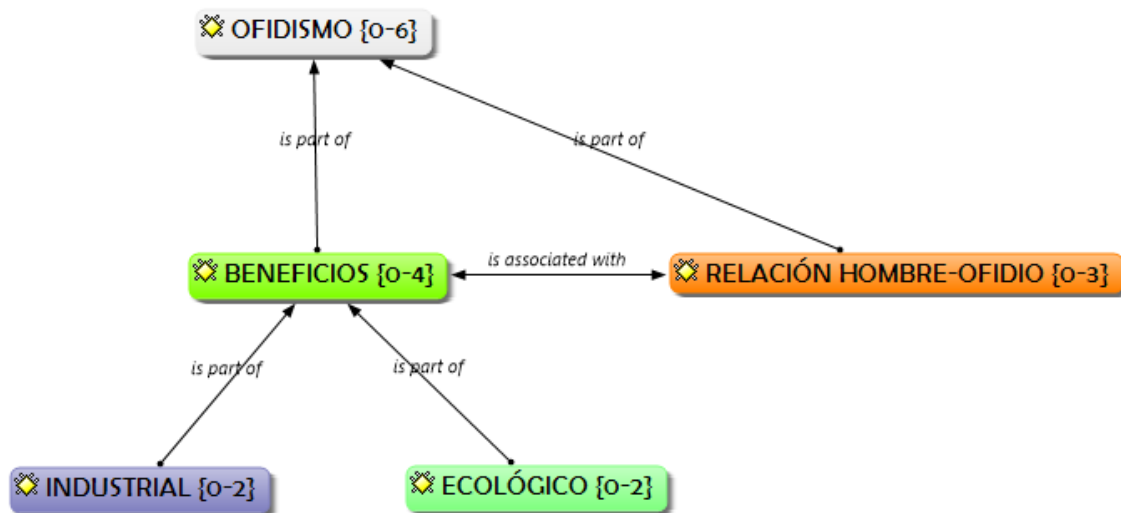 OFIDISMO {0-6}
is part of
is part of
BENEFICIOS {0-4}
is associated with
RELACIÓN HOMBRE-OFIDIO {0-3}
is part of
is part of
INDUSTRIAL {0-2}
ECOLÓGICO {0-2}